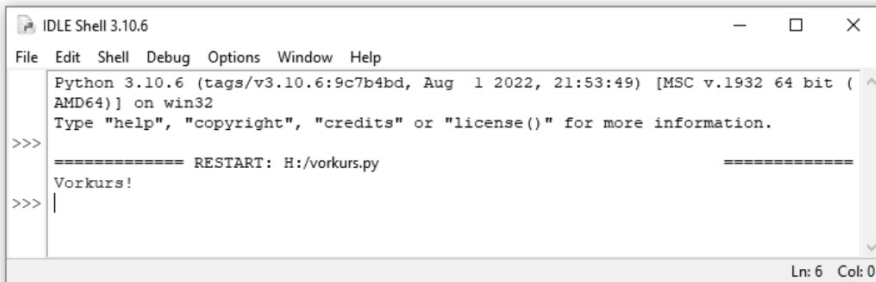 IDLE Shell 3.10.6
File Edit Shell Debug Options Window Help
Python 3.10.6 (tags/v3.10.6:9c7b4bd, Aug  1 2022, 21:53:49) [MSC v.1932 64 bit (
AMD64)] on win32
Type "help", "copyright", "credits" or "license()" for more information.
>>>
============= RESTART: H:/vorkurs.py =============
Vorkurs!
>>>
Ln: 6 Col: 0